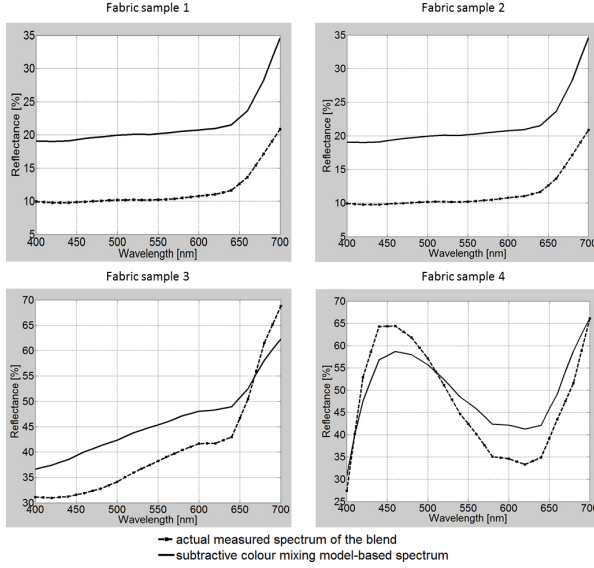 Fabric sample 1
Fabric sample 2
Reflectance [%]
35
30
25
20
15
10
5
400 450 500 550 600 650 700
Wavelength [nm]
Reflectance [%]
35
30
25
20
15
10
5
400 450 500 550 600 650 700
Wavelength [nm]
Fabric sample 3
Fabric sample 4
Reflectance [%]
70
65
60
55
50
45
40
35
30
400 450 500 550 600 650 700
Wavelength [nm]
Reflectance [%]
70
65
60
55
50
45
40
35
30
25
400 450 500 550 600 650 700
Wavelength [nm]
actual measured spectrum of the blend
subtractive colour mixing model-based spectrum